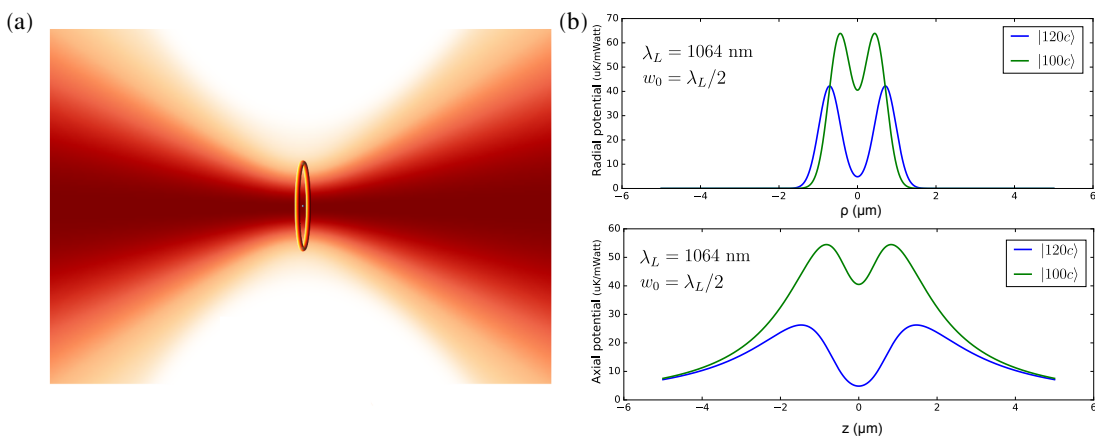 (a)
(b)
Radial potential (uK/mWatt)
70
60
50
40
30
20
10
0
λ_L = 1064 nm
w_0 = λ_L/2
|120c⟩
|100c⟩
−6 −4 −2 0 2 4 6
ρ (μm)
Axial potential (uK/mWatt)
60
50
40
30
20
10
0
λ_L = 1064 nm
w_0 = λ_L/2
|120c⟩
|100c⟩
−6 −4 −2 0 2 4 6
z (μm)